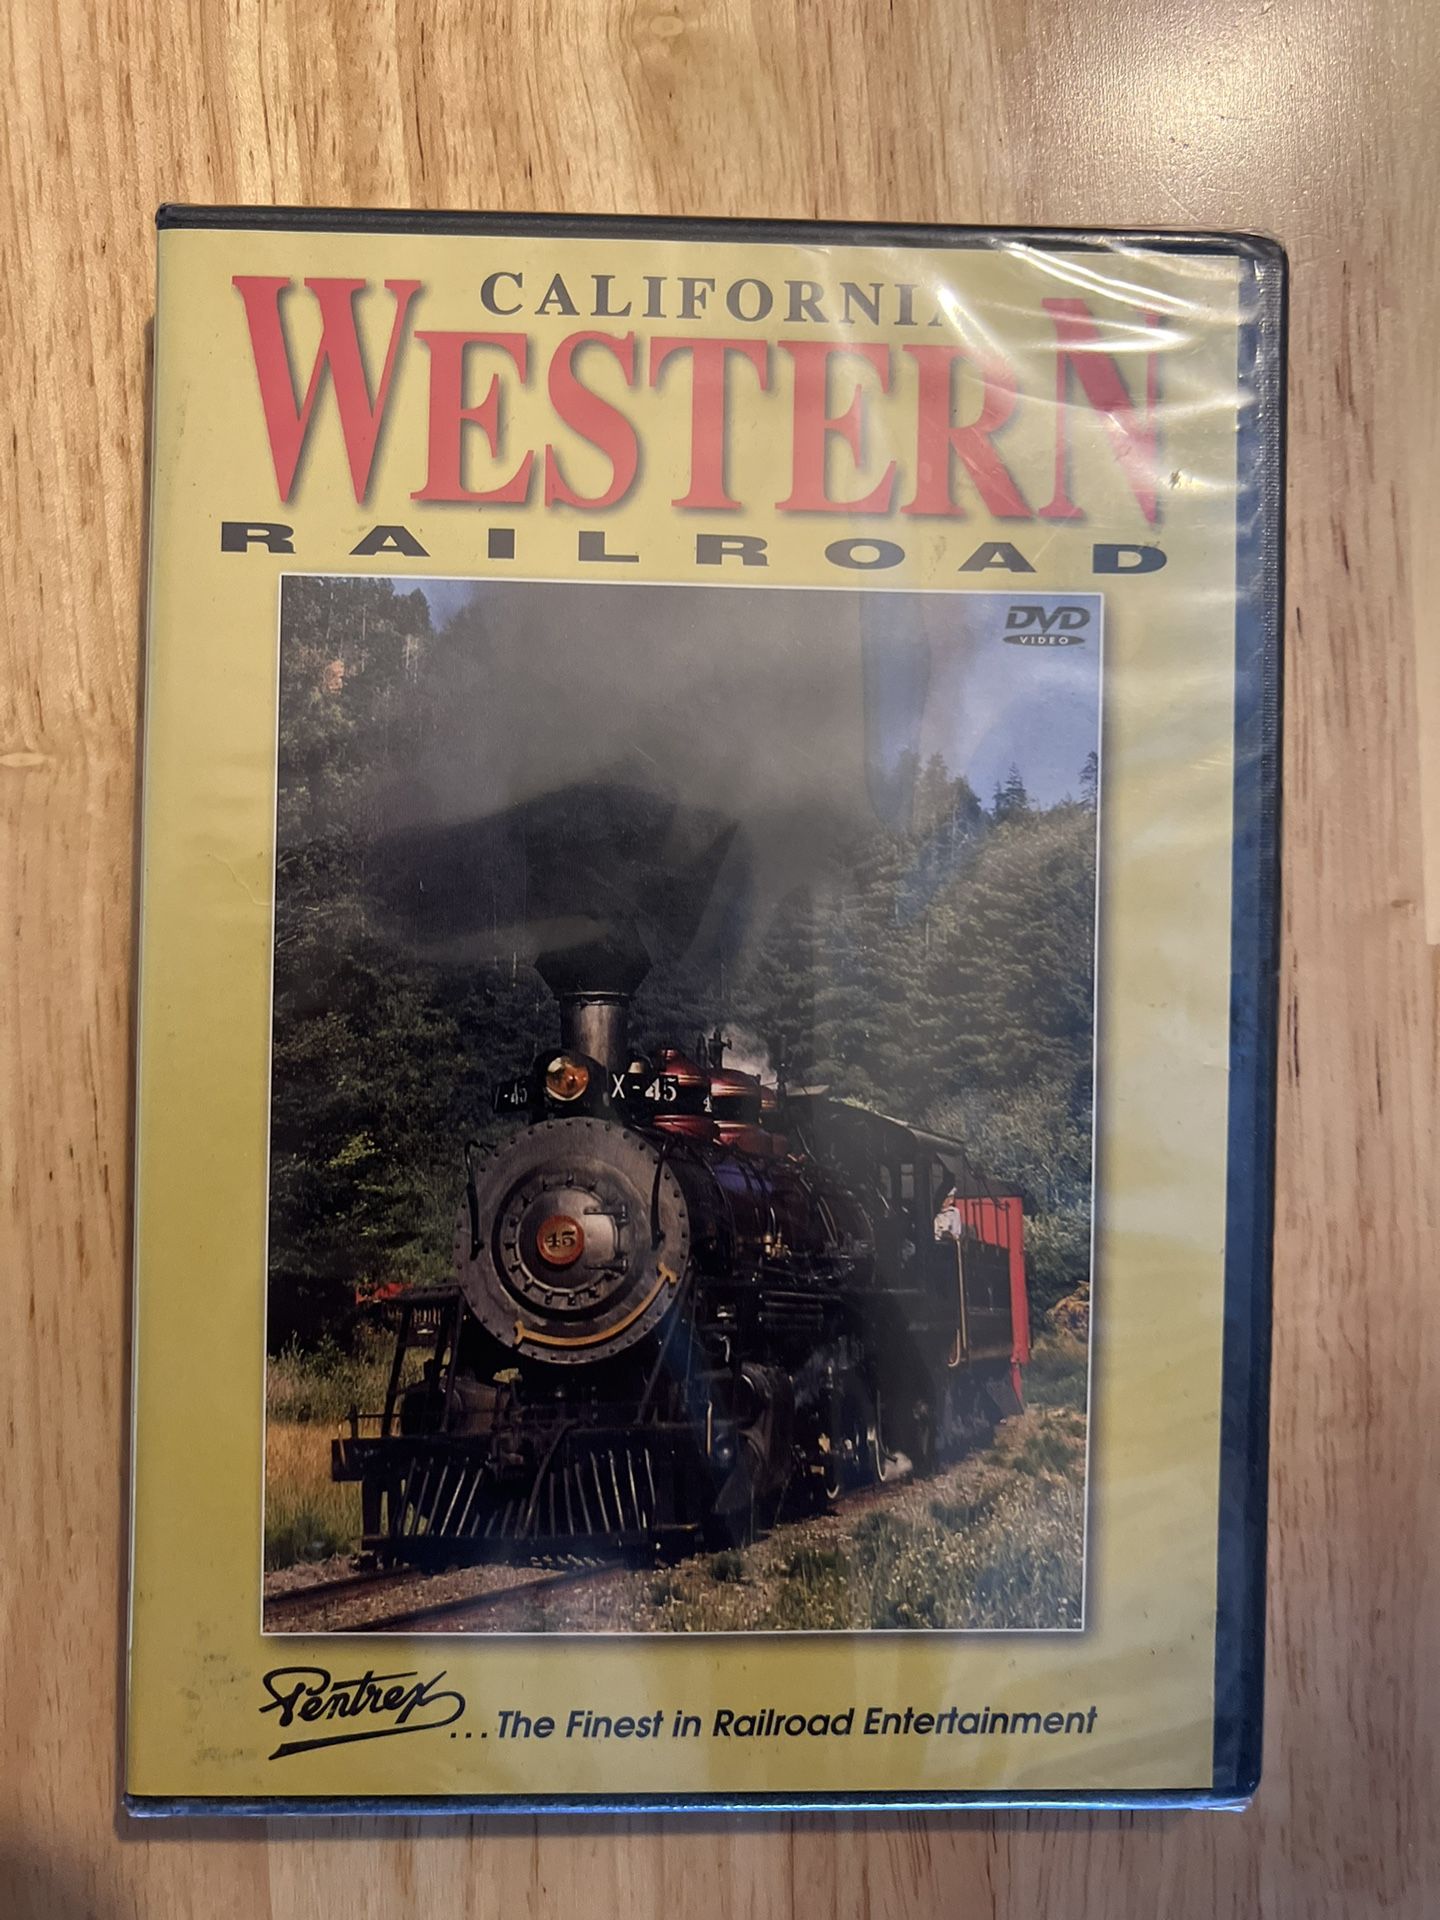 CALIFORNIA
WESTERN
RAILROAD
DVD
VIDEO
-45
X-45
45
Pentrex
...The Finest in Railroad Entertainment